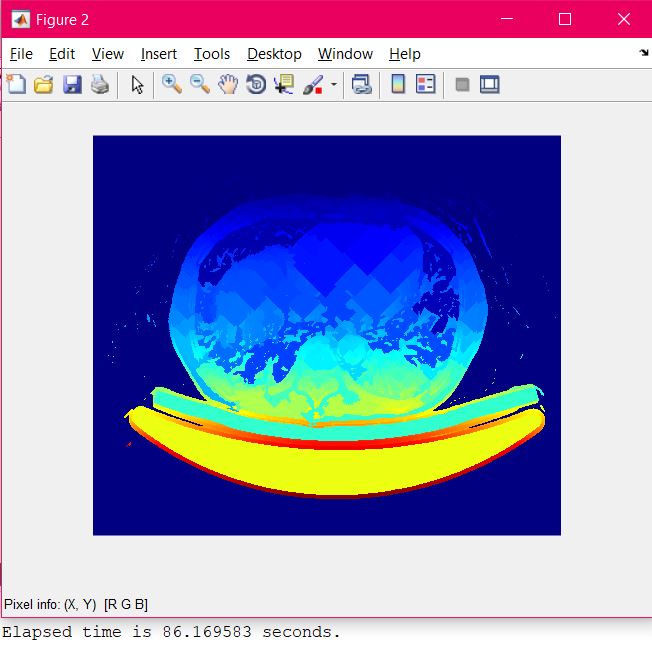 Figure 2
File Edit View Insert Tools Desktop Window Help
Pixel info: (X, Y) [R G B]
Elapsed time is 86.169583 seconds.